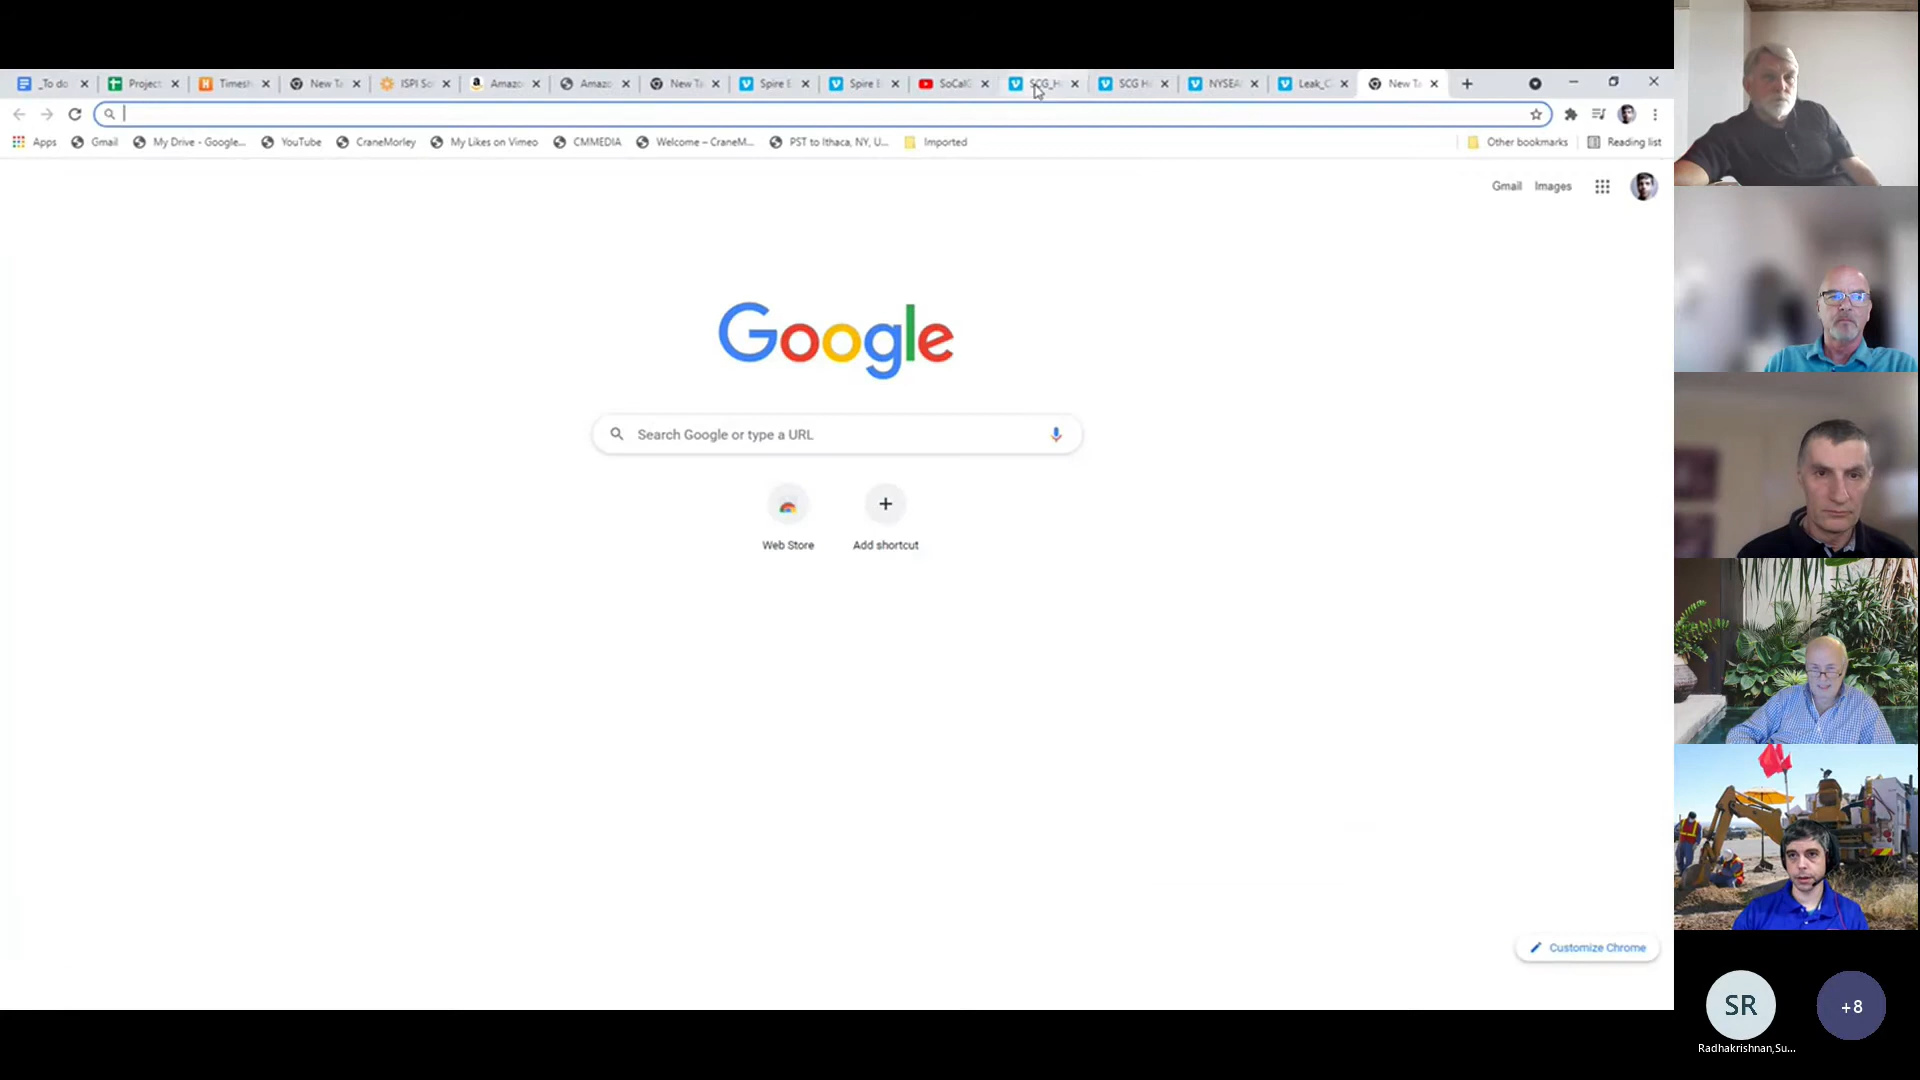 _To do
Project
Timesh
New Ta
ISPI So
Amazo
Amazo
New Ta
Spire E
Spire E
SoCalG
SCG_H
SCG H
NYSEA
Leak_C
New Ta
Apps Gmail My Drive - Google... YouTube CraneMorley My Likes on Vimeo CMMEDIA Welcome – CraneM... PST to Ithaca, NY, U... Imported Other bookmarks Reading list
Gmail Images
Google
Search Google or type a URL
Web Store Add shortcut
Customize Chrome
SR +8
Radhakrishnan,Su...